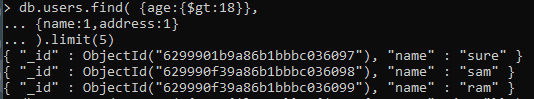 > db.users.find( {age:{$gt:18}},
... {name:1,address:1}
... ).limit(5)
{ "_id" : ObjectId("6299901b9a86b1bbbc036097"), "name" : "sure" }
{ "_id" : ObjectId("629990f39a86b1bbbc036098"), "name" : "sam" }
{ "_id" : ObjectId("629990f39a86b1bbbc036099"), "name" : "ram" }